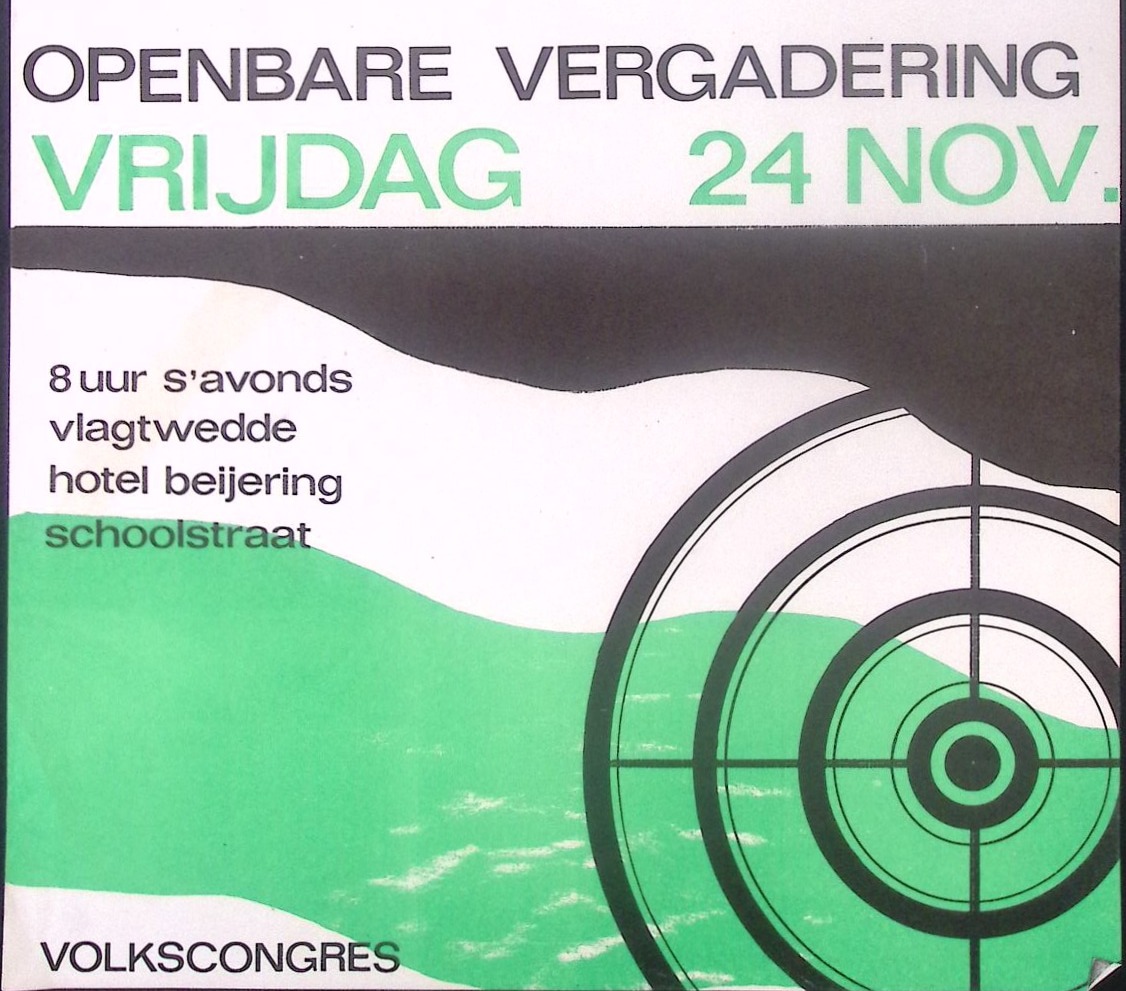 OPENBARE VERGADERING
VRIJDAG 24 NOV.
8 uur s'avonds
vlagtwedde
hotel beijering
schoolstraat
VOLKSCONGRES